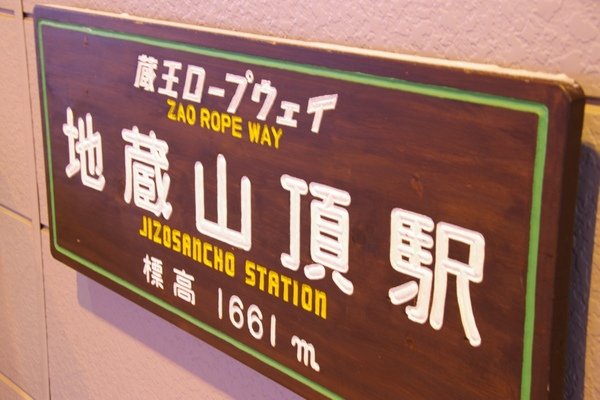 蔵王ロープウェイ
ZAO ROPE WAY
地蔵山頂駅
JIZOSANCHO STATION
標高 1661m